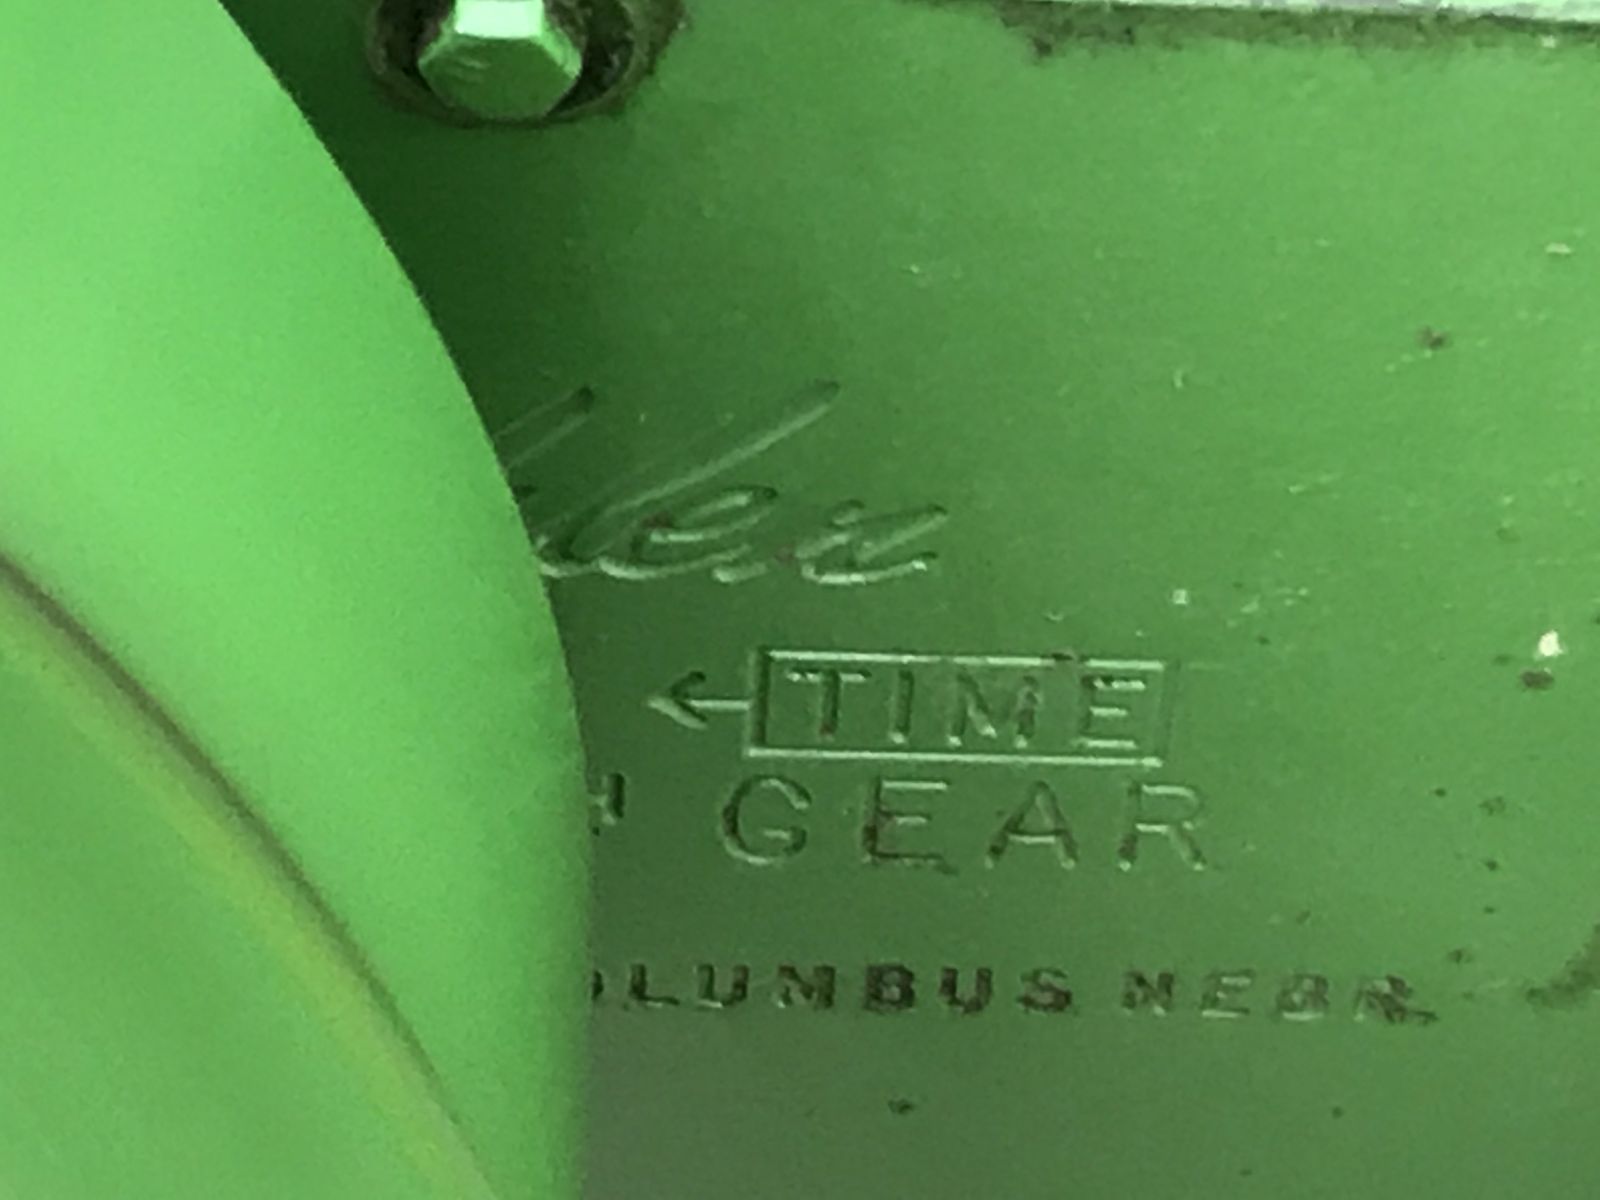 ← TIME
GEAR
OLUMBUS NEBR.